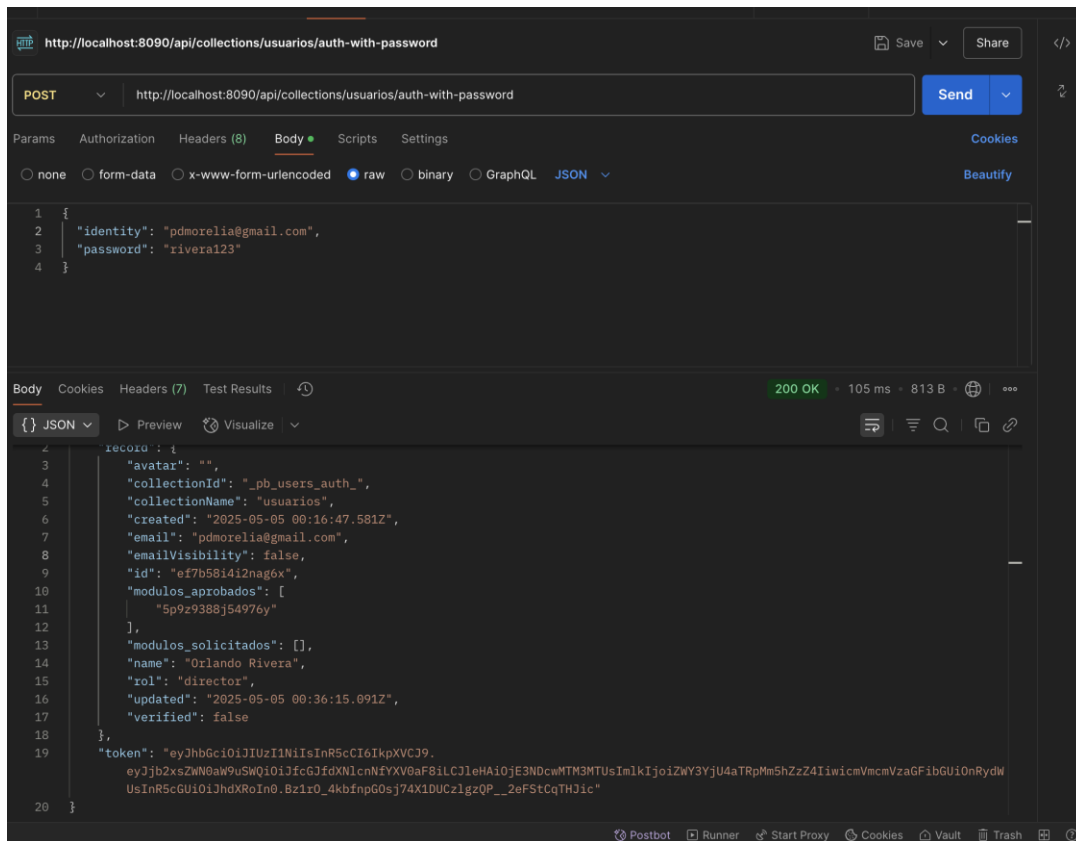 HTTP http://localhost:8090/api/collections/usuarios/auth-with-password Save Share </>
POST http://localhost:8090/api/collections/usuarios/auth-with-password Send
Params Authorization Headers (8) Body Scripts Settings Cookies
none form-data x-www-form-urlencoded raw binary GraphQL JSON Beautify
1 {
2 "identity": "pdmorelia@gmail.com",
3 "password": "rivera123"
4 }
Body Cookies Headers (7) Test Results 200 OK • 105 ms • 813 B
{} JSON Preview Visualize
2 "record": {
3 "avatar": "",
4 "collectionId": "_pb_users_auth_",
5 "collectionName": "usuarios",
6 "created": "2025-05-05 00:16:47.581Z",
7 "email": "pdmorelia@gmail.com",
8 "emailVisibility": false,
9 "id": "ef7b58i4i2nag6x",
10 "modulos_aprobados": [
11 "5p9z9388j54976y"
12 ],
13 "modulos_solicitados": [],
14 "name": "Orlando Rivera",
15 "rol": "director",
16 "updated": "2025-05-05 00:36:15.091Z",
17 "verified": false
18 },
19 "token": "eyJhbGciOiJIUzI1NiIsInR5cCI6IkpXVCJ9.
eyJjb2xsZWN0aW9uSWQiOiJfcGJfdXNlcnNfYXV0aF8iLCJleHAiOjE3NDcwMTM3MTUsImlkIjoiZWY3YjU4aTRpMm5hZzZ4IiwicmVmcmVzaGFibGUiOnRydW
UsInR5cGUiOiJhdXRoIn0.Bz1rO_4kbfnpGOsj74X1DUCzlgzQP__2eFStCqTHJic"
20 }
Postbot Runner Start Proxy Cookies Vault Trash